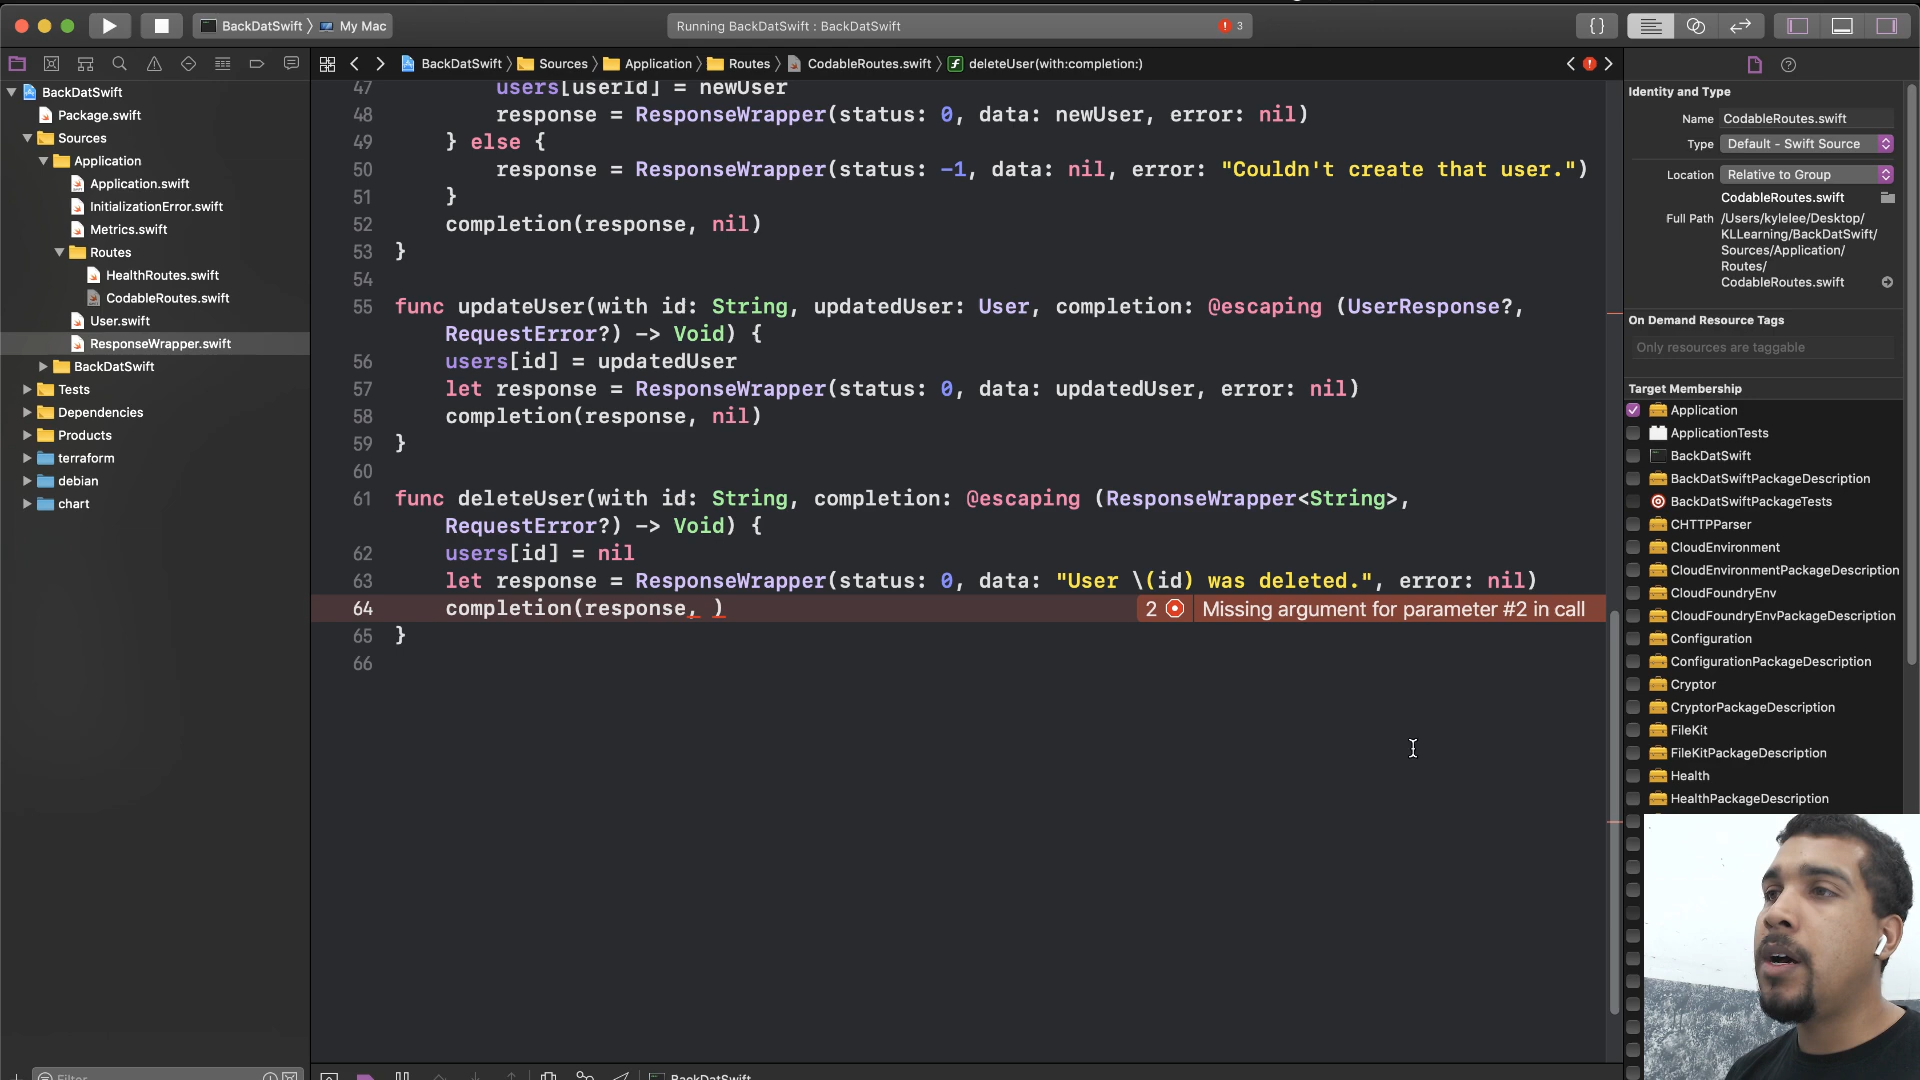 BackDatSwift My Mac
Running BackDatSwift : BackDatSwift
3
BackDatSwift Sources Application Routes CodableRoutes.swift deleteUser(with:completion:)
BackDatSwift
Package.swift
Sources
Application
Application.swift
InitializationError.swift
Metrics.swift
Routes
HealthRoutes.swift
CodableRoutes.swift
User.swift
ResponseWrapper.swift
BackDatSwift
Tests
Dependencies
Products
terraform
debian
chart
Filter
47 users[userId] = newUser
48 response = ResponseWrapper(status: 0, data: newUser, error: nil)
49 } else {
50 response = ResponseWrapper(status: -1, data: nil, error: "Couldn't create that user.")
51 }
52 completion(response, nil)
53 }
54
55 func updateUser(with id: String, updatedUser: User, completion: @escaping (UserResponse?,
RequestError?) -> Void) {
56 users[id] = updatedUser
57 let response = ResponseWrapper(status: 0, data: updatedUser, error: nil)
58 completion(response, nil)
59 }
60
61 func deleteUser(with id: String, completion: @escaping (ResponseWrapper<String>,
RequestError?) -> Void) {
62 users[id] = nil
63 let response = ResponseWrapper(status: 0, data: "User \(id) was deleted.", error: nil)
64 completion(response, ) 2 Missing argument for parameter #2 in call
65 }
66
BackDatSwift
Identity and Type
Name CodableRoutes.swift
Type Default - Swift Source
Location Relative to Group
CodableRoutes.swift
Full Path /Users/kylelee/Desktop/
KLLearning/BackDatSwift/
Sources/Application/
Routes/
CodableRoutes.swift
On Demand Resource Tags
Only resources are taggable
Target Membership
Application
ApplicationTests
BackDatSwift
BackDatSwiftPackageDescription
BackDatSwiftPackageTests
CHTTPParser
CloudEnvironment
CloudEnvironmentPackageDescription
CloudFoundryEnv
CloudFoundryEnvPackageDescription
Configuration
ConfigurationPackageDescription
Cryptor
CryptorPackageDescription
FileKit
FileKitPackageDescription
Health
HealthPackageDescription